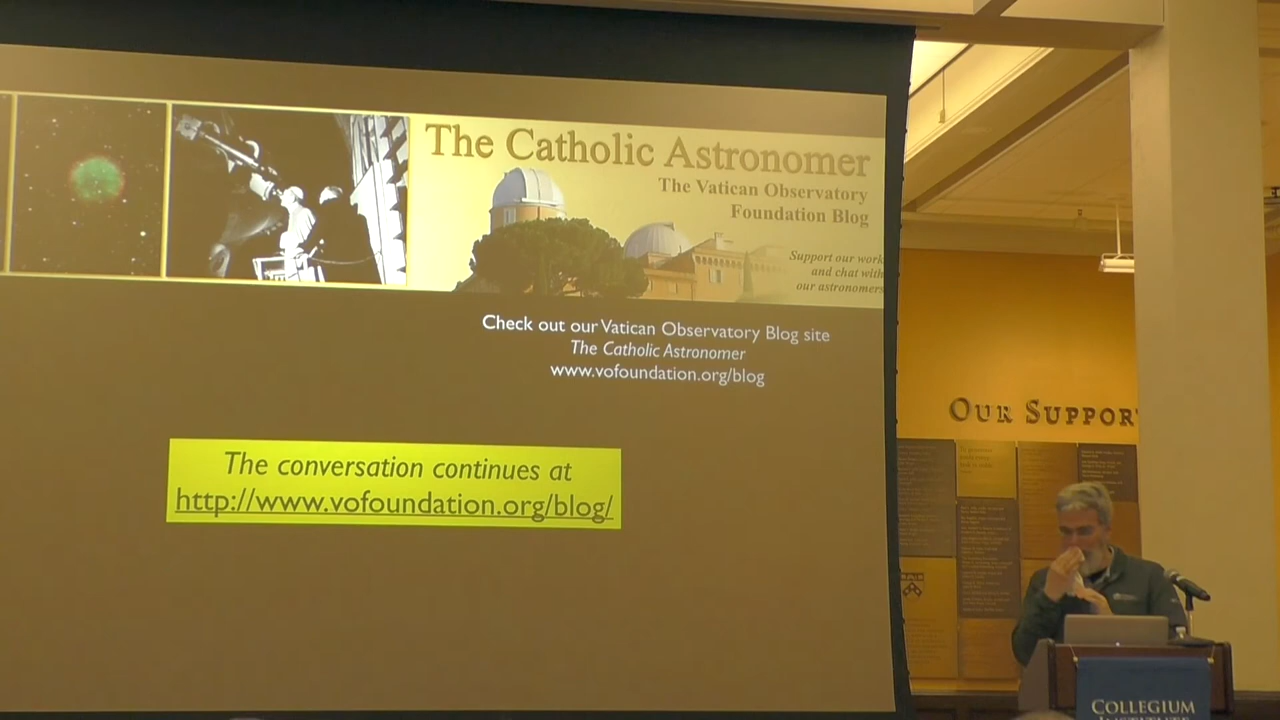 The Catholic Astronomer
The Vatican Observatory
Foundation Blog
Support our work
and chat with
our astronomers
Check out our Vatican Observatory Blog site
The Catholic Astronomer
www.vofoundation.org/blog
The conversation continues at
http://www.vofoundation.org/blog/
OUR SUPPORT
COLLEGIUM
INSTITUTE